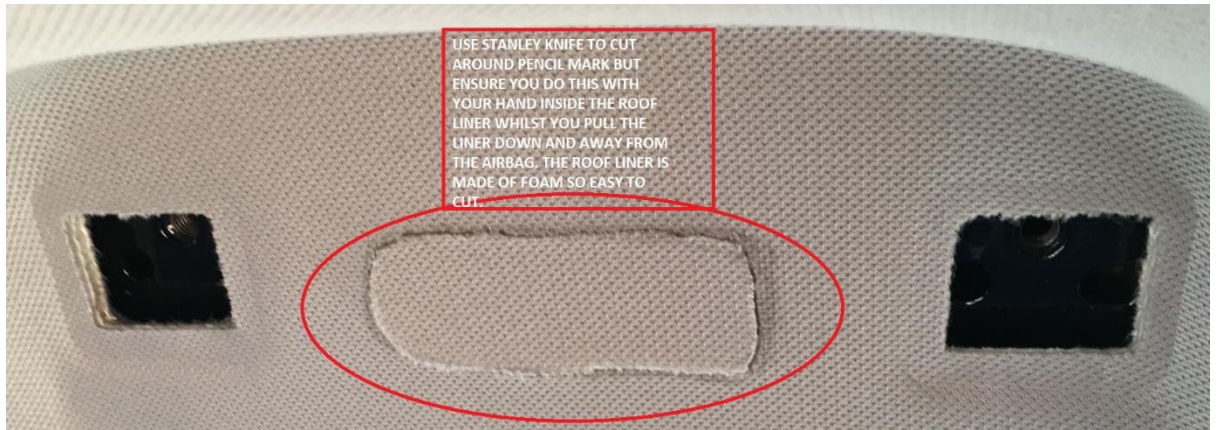 USE STANLEY KNIFE TO CUT
AROUND PENCIL MARK BUT
ENSURE YOU DO THIS WITH
YOUR HAND INSIDE THE ROOF
LINER WHILST YOU PULL THE
LINER DOWN AND AWAY FROM
THE AIRBAG. THE ROOF LINER IS
MADE OF FOAM SO EASY TO
CUT.